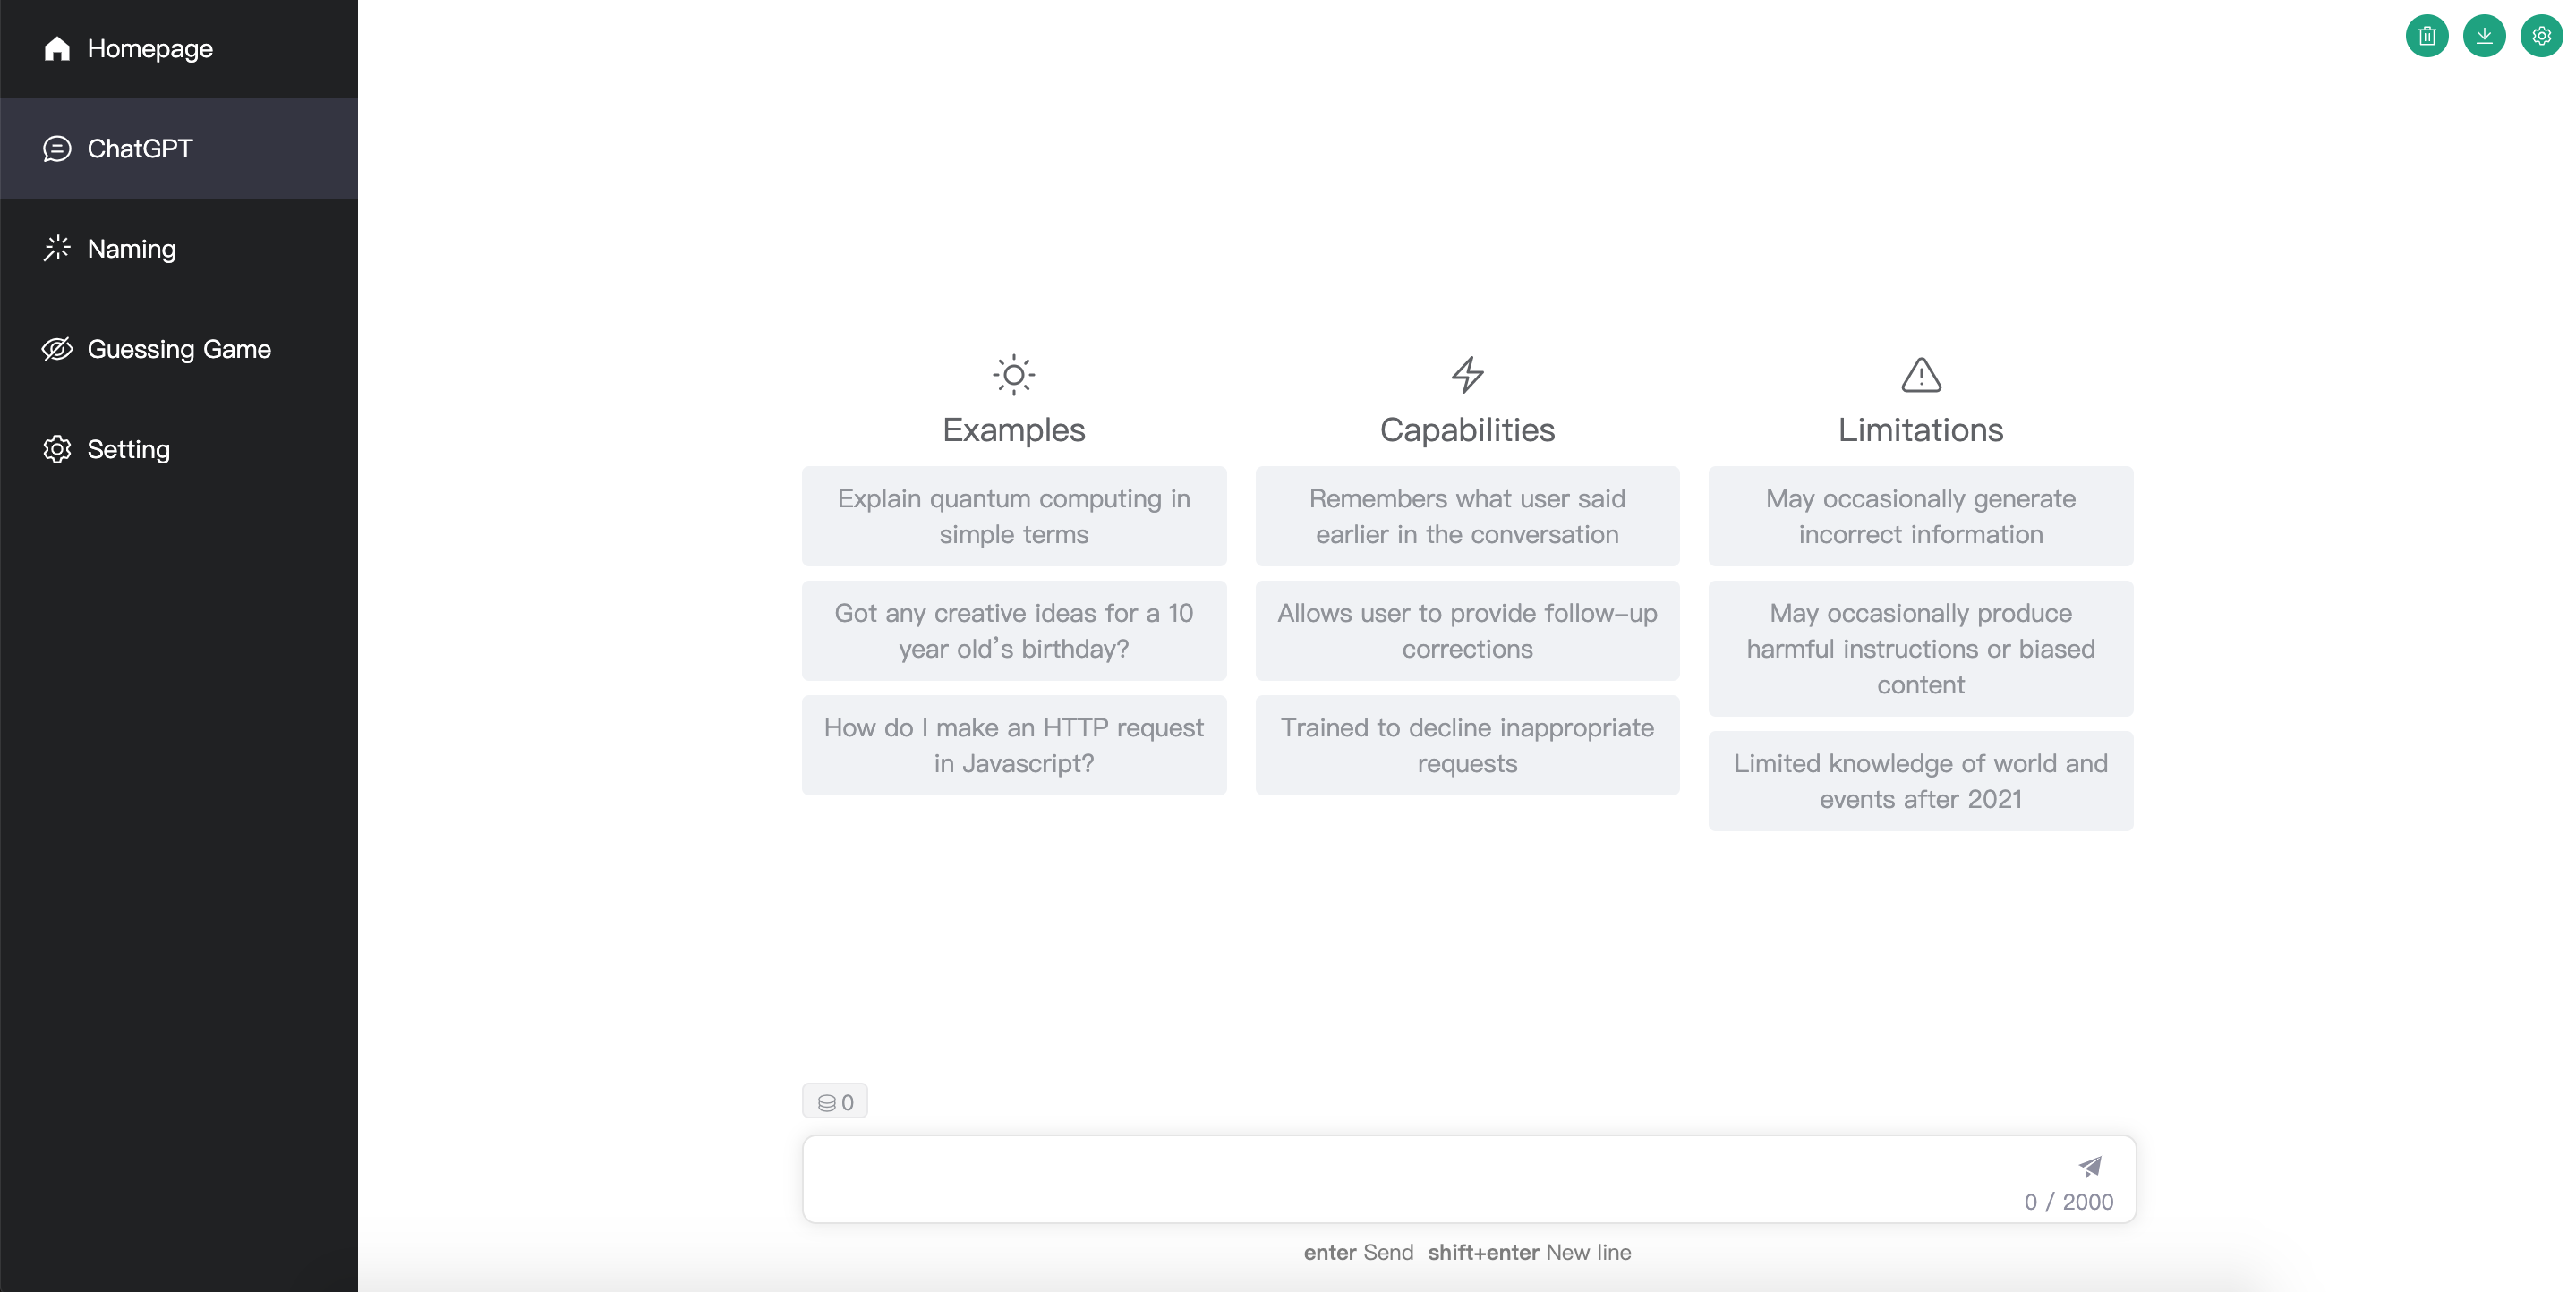 Homepage
ChatGPT
Naming
Guessing Game
Setting
Examples
Explain quantum computing in
simple terms
Got any creative ideas for a 10
year old’s birthday?
How do I make an HTTP request
in Javascript?
Capabilities
Remembers what user said
earlier in the conversation
Allows user to provide follow-up
corrections
Trained to decline inappropriate
requests
Limitations
May occasionally generate
incorrect information
May occasionally produce
harmful instructions or biased
content
Limited knowledge of world and
events after 2021
0
0 / 2000
enter Send shift+enter New line